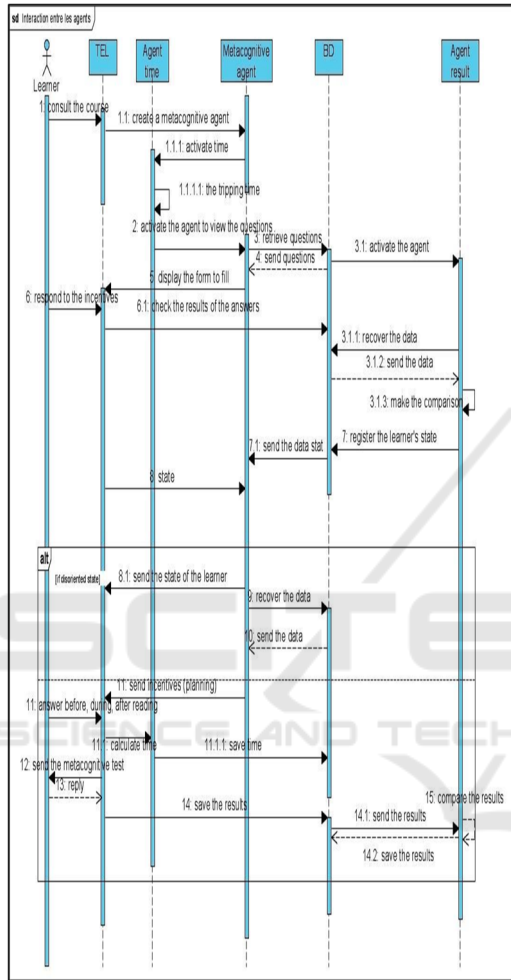 sd Interaction entre les agents
Learner
TEL
Agent
time
Metacognitive
agent
BD
Agent
result
1: consult the course
1.1: create a metacognitive agent
1.1.1: activate time
1.1.1.1: the tripping time
2: activate the agent to view the questions
3: retrieve questions
3.1: activate the agent
4: send questions
5: display the form to fill
6: respond to the incentives
6.1: check the results of the answers
3.1.1: recover the data
3.1.2: send the data
3.1.3: make the comparison
7: register the learner's state
7.1: send the data stat
8: state
alt
[if disoriented state]
8.1: send the state of the learner
9: recover the data
10: send the data
11: send incentives (planning)
11: answer before, during, after reading
11.1: calculate time
11.1.1: save time
12: send the metacognitive test
13: reply
14: save the results
14.1: send the results
15: compare the results
14.2: save the results
SCITE
SCIENCE AND TECH